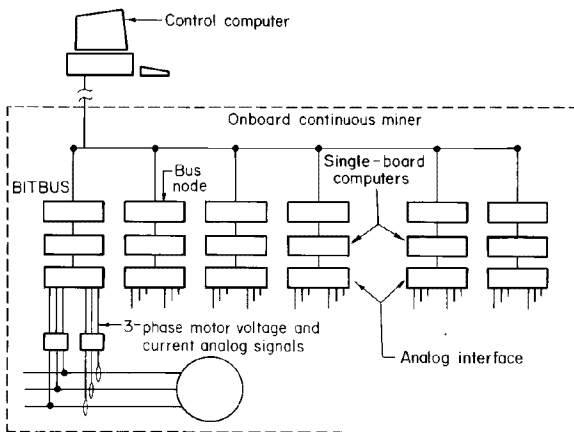 Control computer
Onboard continuous miner
BITBUS
Bus
node
Single-board
computers
3-phase motor voltage and
current analog signals
Analog interface